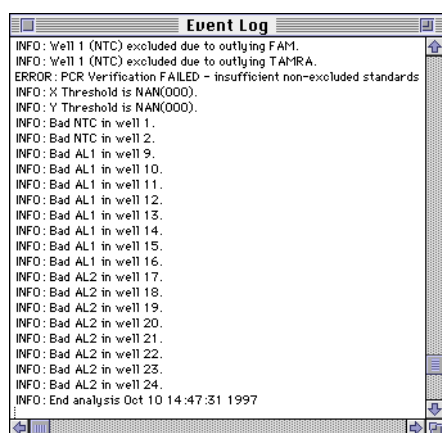 Event Log
INFO: Well 1 (NTC) excluded due to outlying FAM.
INFO: Well 1 (NTC) excluded due to outlying TAMRA.
ERROR: PCR Verification FAILED - insufficient non-excluded standards
INFO: X Threshold is NAN(000).
INFO: Y Threshold is NAN(000).
INFO: Bad NTC in well 1.
INFO: Bad NTC in well 2.
INFO: Bad AL1 in well 9.
INFO: Bad AL1 in well 10.
INFO: Bad AL1 in well 11.
INFO: Bad AL1 in well 12.
INFO: Bad AL1 in well 13.
INFO: Bad AL1 in well 14.
INFO: Bad AL1 in well 15.
INFO: Bad AL1 in well 16.
INFO: Bad AL2 in well 17.
INFO: Bad AL2 in well 18.
INFO: Bad AL2 in well 19.
INFO: Bad AL2 in well 20.
INFO: Bad AL2 in well 21.
INFO: Bad AL2 in well 22.
INFO: Bad AL2 in well 23.
INFO: Bad AL2 in well 24.
INFO: End analysis Oct 10 14:47:31 1997